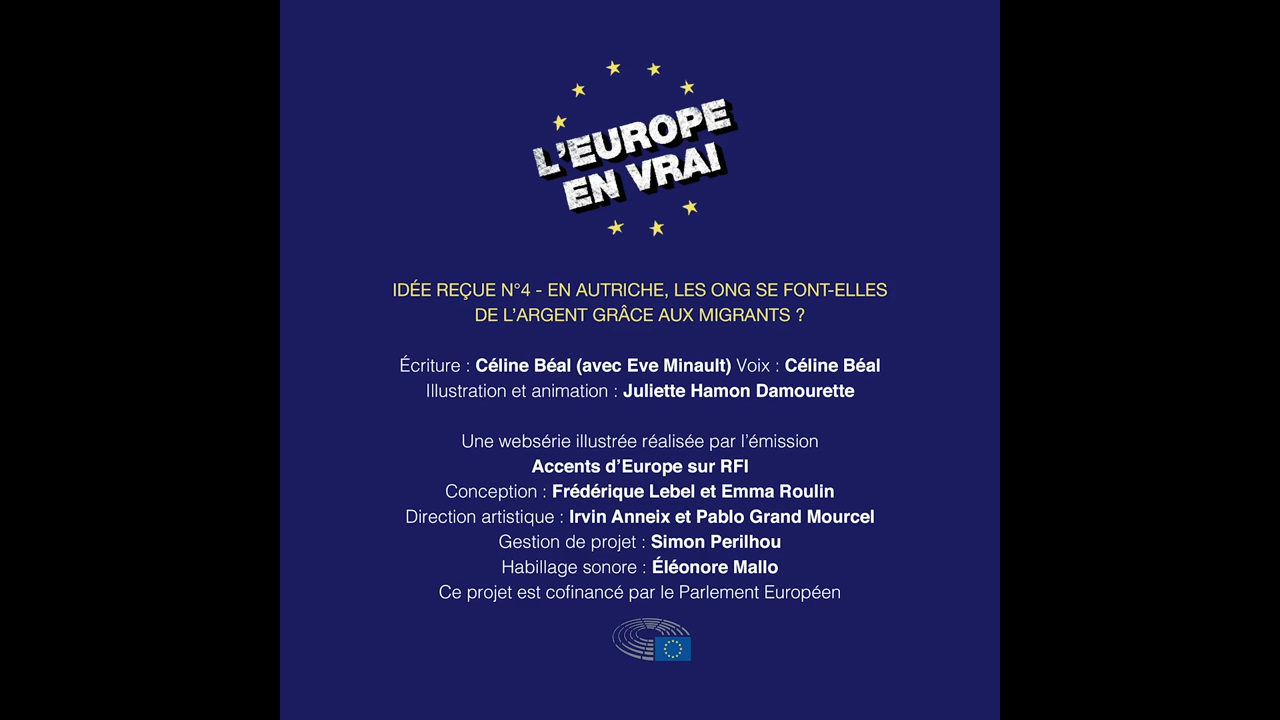 L'EUROPE
EN VRAI
IDÉE REÇUE N°4 - EN AUTRICHE, LES ONG SE FONT-ELLES
DE L'ARGENT GRÂCE AUX MIGRANTS ?
Écriture : Céline Béal (avec Eve Minault) Voix : Céline Béal
Illustration et animation : Juliette Hamon Damourette
Une websérie illustrée réalisée par l'émission
Accents d'Europe sur RFI
Conception : Frédérique Lebel et Emma Roulin
Direction artistique : Irvin Anneix et Pablo Grand Mourcel
Gestion de projet : Simon Perilhou
Habillage sonore : Éléonore Mallo
Ce projet est cofinancé par le Parlement Européen